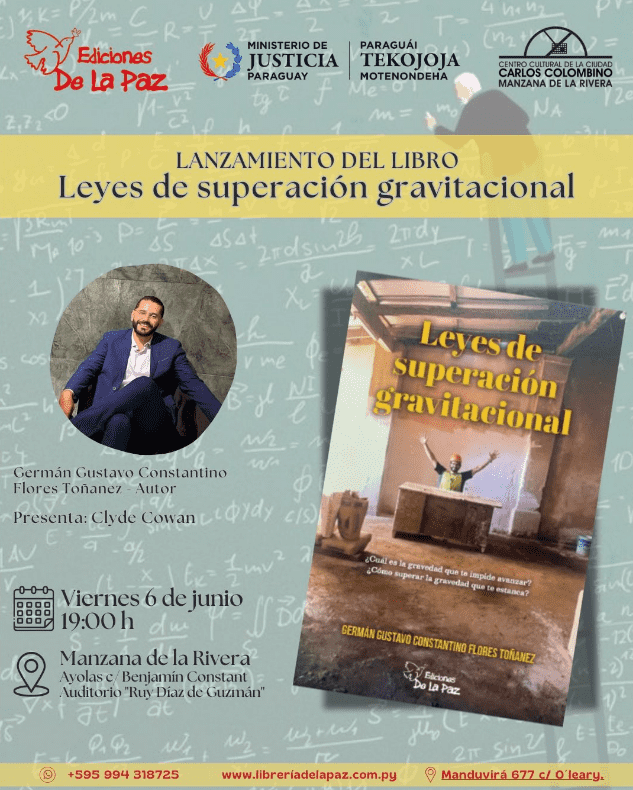 Ediciones
De La Paz
MINISTERIO DE
JUSTICIA
PARAGUAY
PARAGUÁI
TEKOJOJA
MOTENONDEHA
CENTRO CULTURAL DE LA CIUDAD
CARLOS COLOMBINO
MANZANA DE LA RIVERA
LANZAMIENTO DEL LIBRO
Leyes de superación gravitacional
Germán Gustavo Constantino
Flores Toñanez - Autor
Presenta: Clyde Cowan
Viernes 6 de junio
19:00 h
Manzana de la Rivera
Ayolas c/ Benjamín Constant
Auditorio "Ruy Díaz de Guzmán"
Leyes de
superación
gravitacional
¿Cuál es la gravedad que te impide avanzar?
¿Cómo superar la gravedad que te estanca?
GERMÁN GUSTAVO CONSTANTINO FLORES TOÑANEZ
Ediciones
De La Paz
+595 994 318725
www.libreríadelapaz.com.py
Manduvirá 677 c/ O´leary.